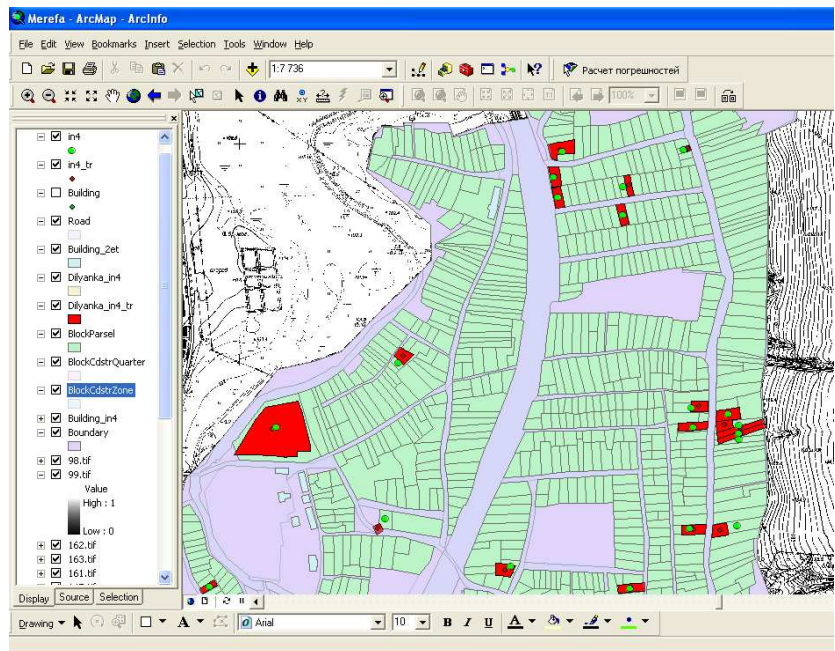 Merefa - ArcMap - ArcInfo
File Edit View Bookmarks Insert Selection Tools Window Help
1:7 736
Расчет погрешностей
100%
in4
in4_tr
Building
Road
Building_2et
Dilyanka_in4
Dilyanka_in4_tr
BlockParsel
BlockCdstrQuarter
BlockCdstrZone
Building_in4
Boundary
98.tif
99.tif
Value
High : 1
Low : 0
162.tif
163.tif
161.tif
Display Source Selection
Drawing A Arial 10 B I U A